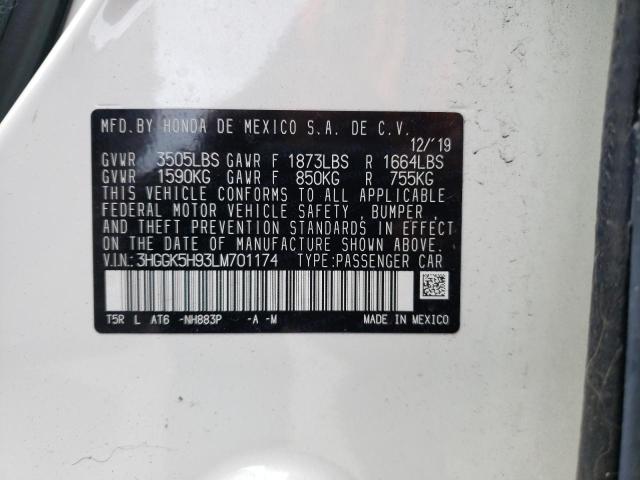 MFD. BY HONDA DE MEXICO S.A. DE C.V.
12/'19
GVWR 3505LBS GAWR F 1873LBS R 1664LBS
GVWR 1590KG GAWR F 850KG R 755KG
THIS VEHICLE CONFORMS TO ALL APPLICABLE
FEDERAL MOTOR VEHICLE SAFETY , BUMPER ,
AND THEFT PREVENTION STANDARDS IN EFFECT
ON THE DATE OF MANUFACTURE SHOWN ABOVE.
V.I.N.: 3HGGK5H93LM701174 TYPE:PASSENGER CAR
T5R L AT6 -NH883P -A -M MADE IN MEXICO